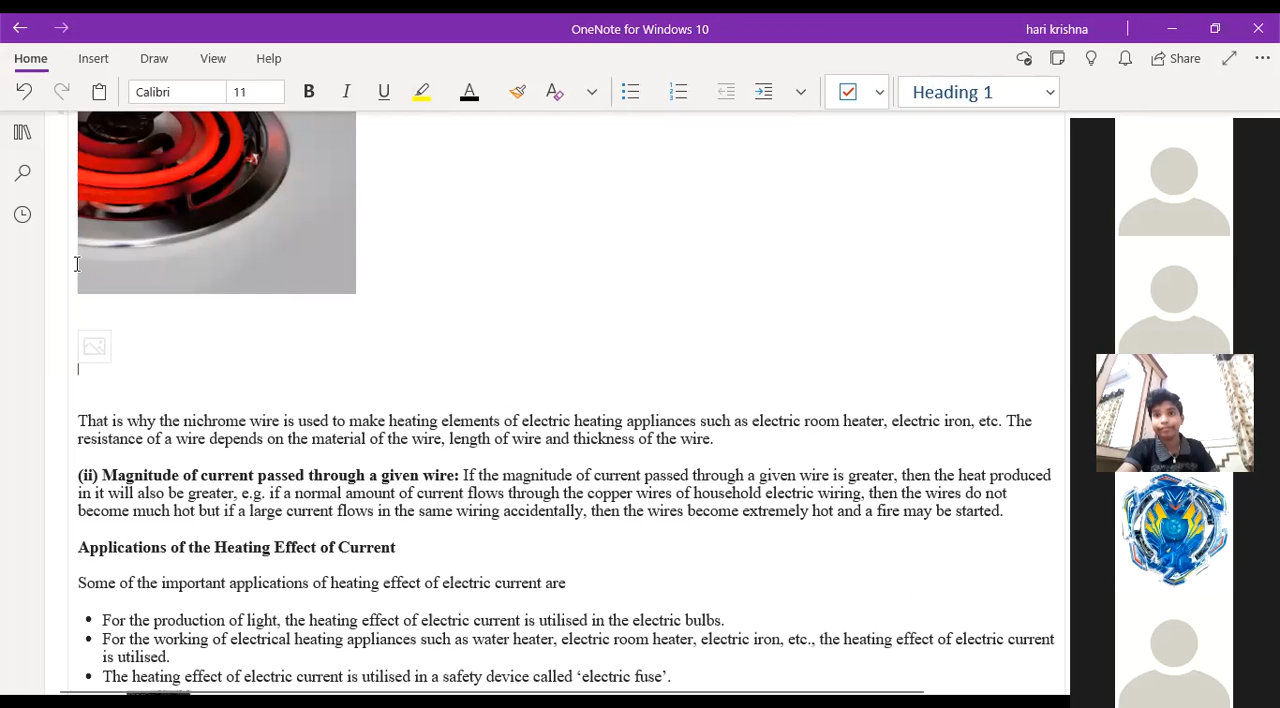 OneNote for Windows 10
hari krishna
Home
Insert
Draw
View
Help
Share
Calibri
11
B
I
U
A
A
Heading 1
That is why the nichrome wire is used to make heating elements of electric heating appliances such as electric room heater, electric iron, etc. The
resistance of a wire depends on the material of the wire, length of wire and thickness of the wire.
(ii) Magnitude of current passed through a given wire: If the magnitude of current passed through a given wire is greater, then the heat produced
in it will also be greater, e.g. if a normal amount of current flows through the copper wires of household electric wiring, then the wires do not
become much hot but if a large current flows in the same wiring accidentally, then the wires become extremely hot and a fire may be started.
Applications of the Heating Effect of Current
Some of the important applications of heating effect of electric current are
• For the production of light, the heating effect of electric current is utilised in the electric bulbs.
• For the working of electrical heating appliances such as water heater, electric room heater, electric iron, etc., the heating effect of electric current
is utilised.
• The heating effect of electric current is utilised in a safety device called ‘electric fuse’.